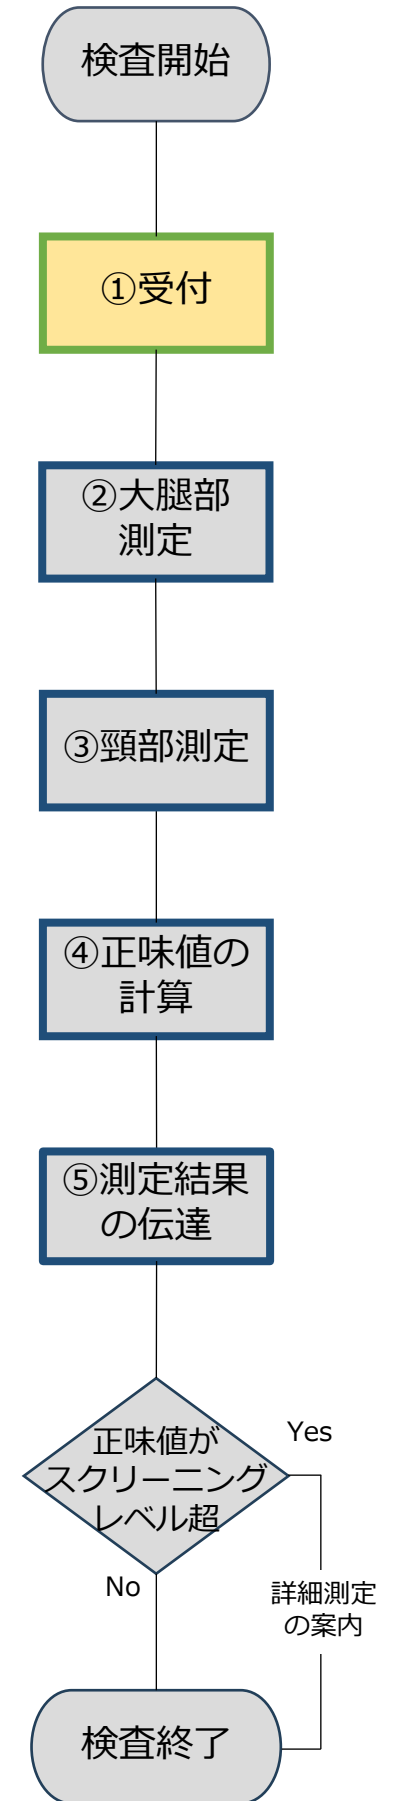 検査開始
①受付
②大腿部
測定
③頸部測定
④正味値の
計算
⑤測定結果
の伝達
正味値が
スクリーニング
レベル超
Yes
No
詳細測定
の案内
検査終了